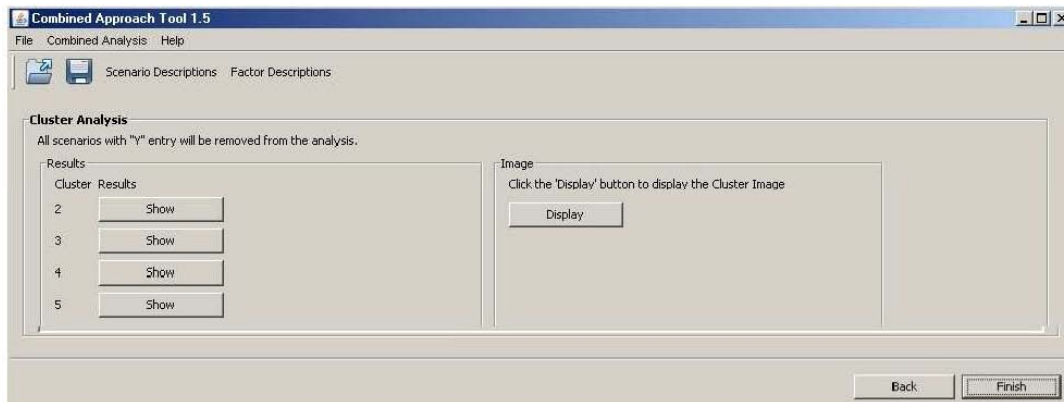 Combined Approach Tool 1.5
File Combined Analysis Help
Scenario Descriptions Factor Descriptions
Cluster Analysis
All scenarios with "Y" entry will be removed from the analysis.
Results
Cluster Results
2 Show
3 Show
4 Show
5 Show
Image
Click the 'Display' button to display the Cluster Image
Display
Back Finish